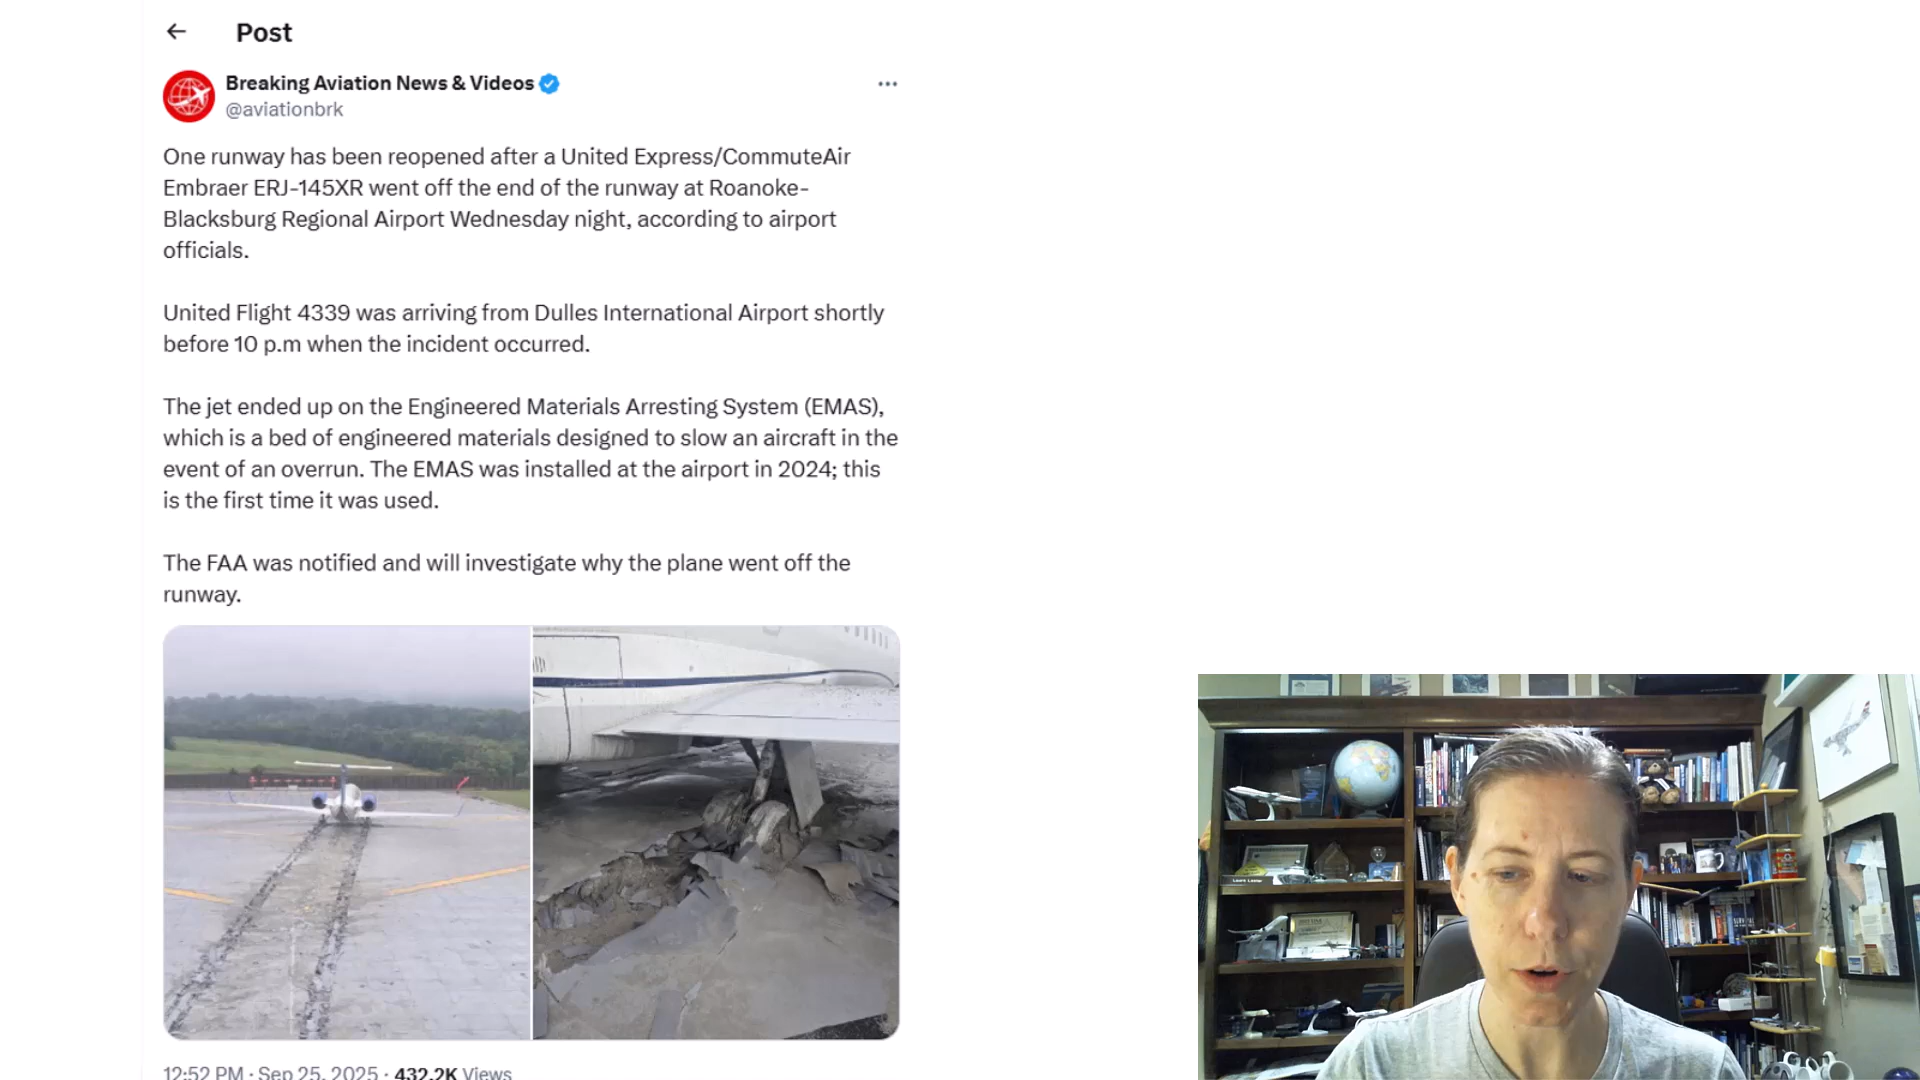 Post
Breaking Aviation News & Videos
@aviationbrk
One runway has been reopened after a United Express/CommuteAir
Embraer ERJ-145XR went off the end of the runway at Roanoke-
Blacksburg Regional Airport Wednesday night, according to airport
officials.
United Flight 4339 was arriving from Dulles International Airport shortly
before 10 p.m when the incident occurred.
The jet ended up on the Engineered Materials Arresting System (EMAS),
which is a bed of engineered materials designed to slow an aircraft in the
event of an overrun. The EMAS was installed at the airport in 2024; this
is the first time it was used.
The FAA was notified and will investigate why the plane went off the
runway.
12:52 PM · Sep 25, 2025 · 432.2K Views